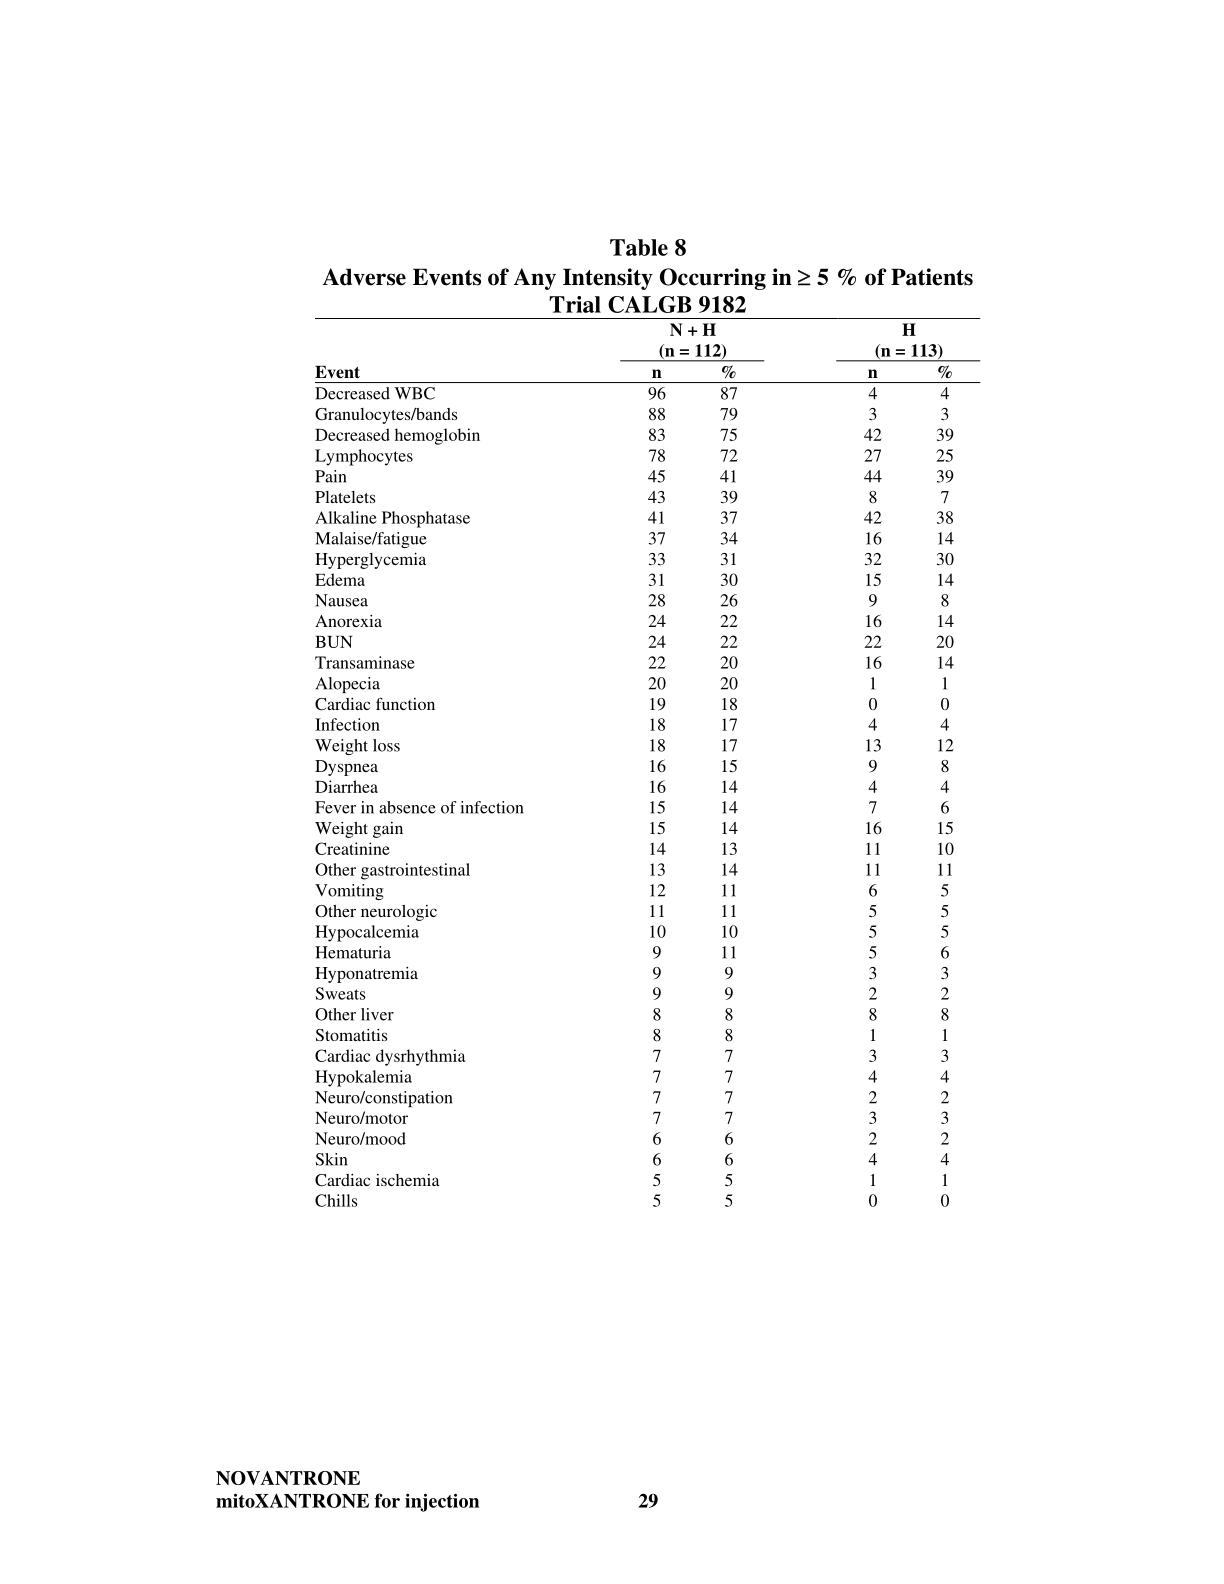 Table 8
Adverse Events of Any Intensity Occurring in ≥ 5 % of Patients
Trial CALGB 9182
N + H H
(n = 112) (n = 113)
Event n % n %
Decreased WBC 96 87 4 4
Granulocytes/bands 88 79 3 3
Decreased hemoglobin 83 75 42 39
Lymphocytes 78 72 27 25
Pain 45 41 44 39
Platelets 43 39 8 7
Alkaline Phosphatase 41 37 42 38
Malaise/fatigue 37 34 16 14
Hyperglycemia 33 31 32 30
Edema 31 30 15 14
Nausea 28 26 9 8
Anorexia 24 22 16 14
BUN 24 22 22 20
Transaminase 22 20 16 14
Alopecia 20 20 1 1
Cardiac function 19 18 0 0
Infection 18 17 4 4
Weight loss 18 17 13 12
Dyspnea 16 15 9 8
Diarrhea 16 14 4 4
Fever in absence of infection 15 14 7 6
Weight gain 15 14 16 15
Creatinine 14 13 11 10
Other gastrointestinal 13 14 11 11
Vomiting 12 11 6 5
Other neurologic 11 11 5 5
Hypocalcemia 10 10 5 5
Hematuria 9 11 5 6
Hyponatremia 9 9 3 3
Sweats 9 9 2 2
Other liver 8 8 8 8
Stomatitis 8 8 1 1
Cardiac dysrhythmia 7 7 3 3
Hypokalemia 7 7 4 4
Neuro/constipation 7 7 2 2
Neuro/motor 7 7 3 3
Neuro/mood 6 6 2 2
Skin 6 6 4 4
Cardiac ischemia 5 5 1 1
Chills 5 5 0 0
NOVANTRONE
mitoXANTRONE for injection 29